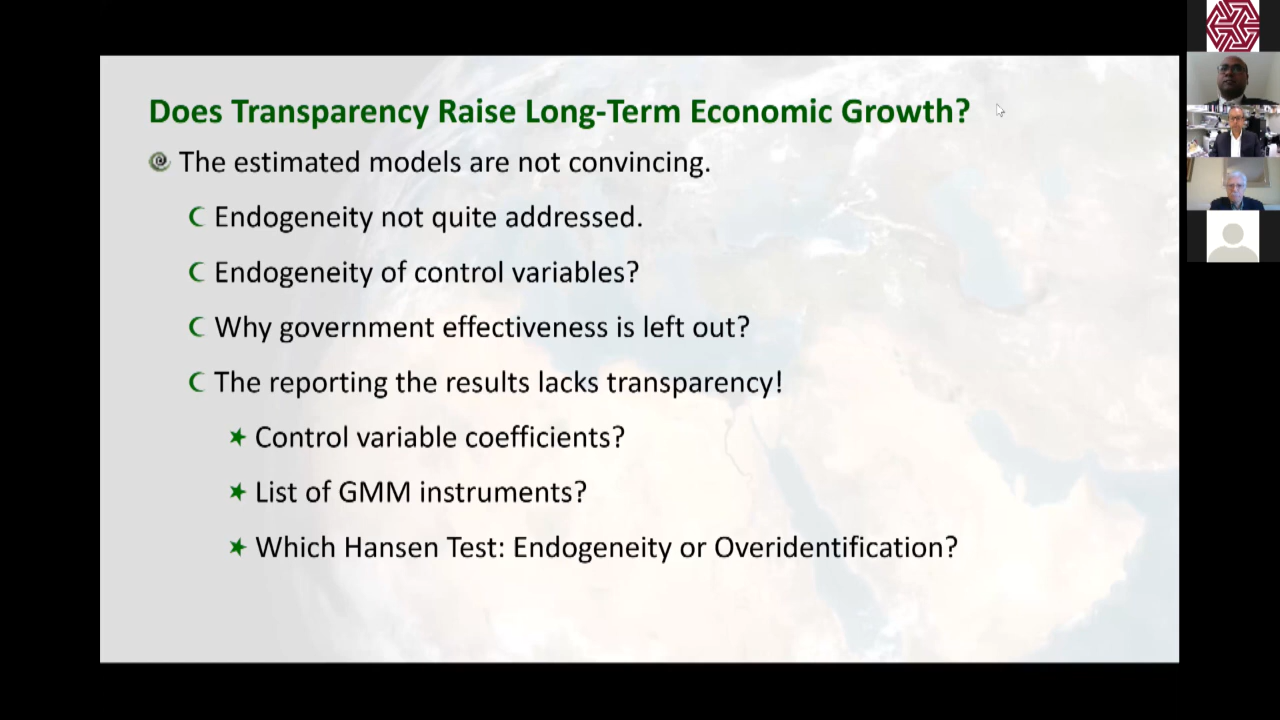 Does Transparency Raise Long-Term Economic Growth?
The estimated models are not convincing.
Endogeneity not quite addressed.
Endogeneity of control variables?
Why government effectiveness is left out?
The reporting the results lacks transparency!
Control variable coefficients?
List of GMM instruments?
Which Hansen Test: Endogeneity or Overidentification?